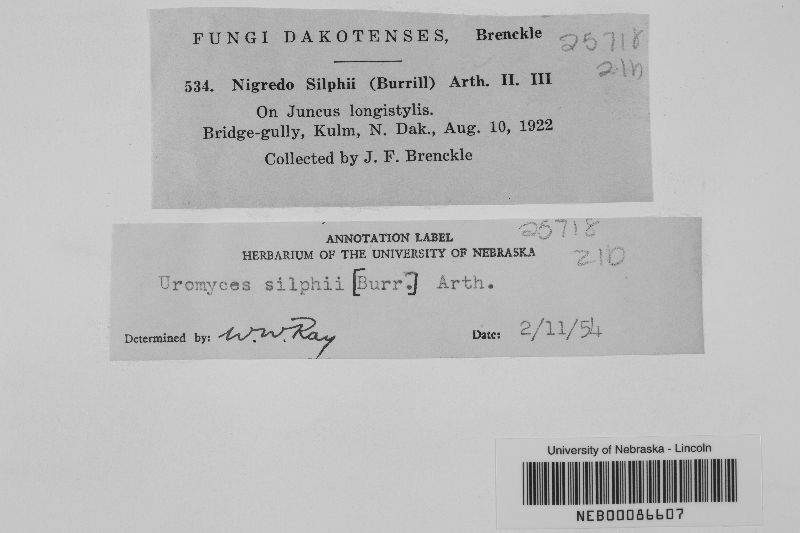 FUNGI DAKOTENSES, Brenckle 25718
210
534. Nigredo Silphii (Burrill) Arth. II. III
On Juncus longistylis.
Bridge-gully, Kulm, N. Dak., Aug. 10, 1922
Collected by J. F. Brenckle
25718
ANNOTATION LABEL
HERBARIUM OF THE UNIVERSITY OF NEBRASKA
210
Uromyces silphii [Burr.] Arth.
Determined by: W. W. Ray Date: 2/11/54
University of Nebraska - Lincoln
NEB00086607